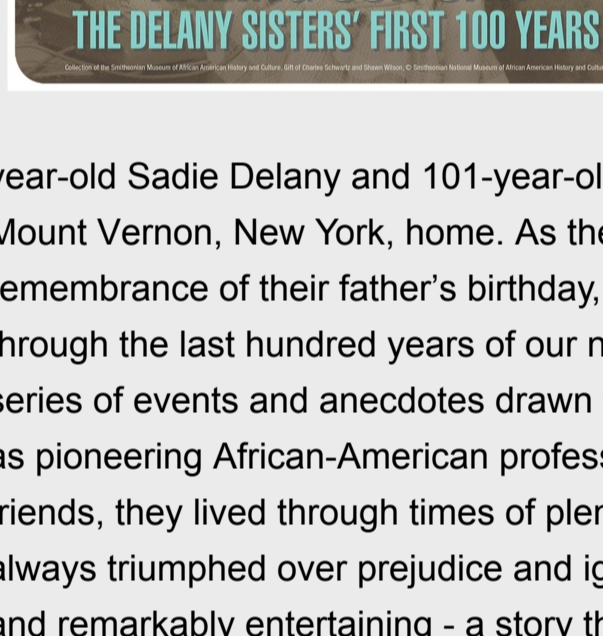 THE DELANY SISTERS' FIRST 100 YEARS
Collection of the Smithsonian Museum of African American History and Culture, Gift of Charles Schwartz and Shawn Wilson, © Smithsonian National Museum of African American History and Cultu
year-old Sadie Delany and 101-year-ol
Mount Vernon, New York, home. As the
emembrance of their father’s birthday,
hrough the last hundred years of our n
series of events and anecdotes drawn
as pioneering African-American profess
riends, they lived through times of plen
always triumphed over prejudice and ig
and remarkably entertaining - a story th